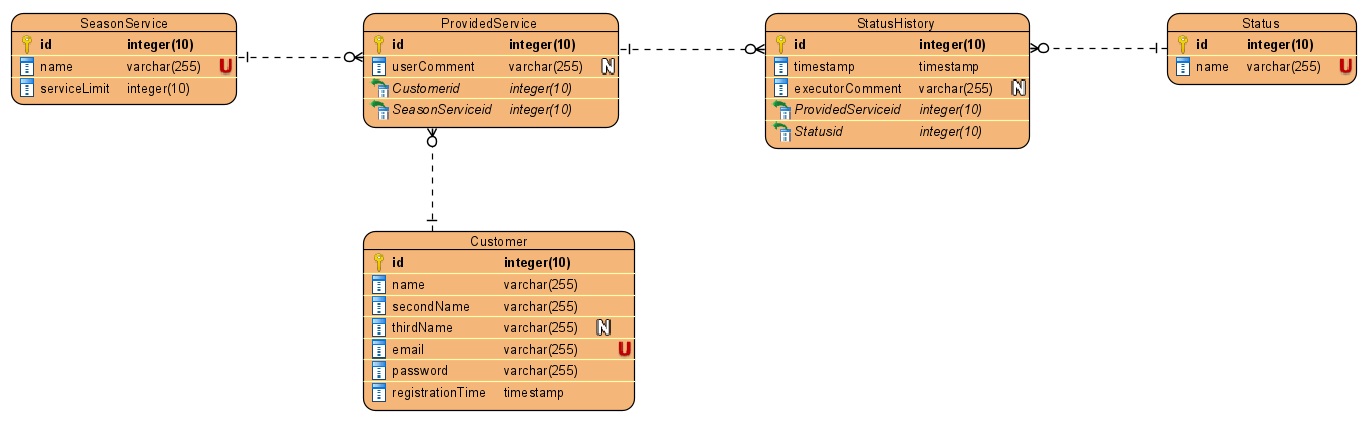 SeasonService
id integer(10)
name varchar(255) U
serviceLimit integer(10)
ProvidedService
id integer(10)
userComment varchar(255) N
Customerid integer(10)
SeasonServiceid integer(10)
StatusHistory
id integer(10)
timestamp timestamp
executorComment varchar(255) N
ProvidedServiceid integer(10)
Statusid integer(10)
Status
id integer(10)
name varchar(255) U
Customer
id integer(10)
name varchar(255)
secondName varchar(255)
thirdName varchar(255) N
email varchar(255) U
password varchar(255)
registrationTime timestamp